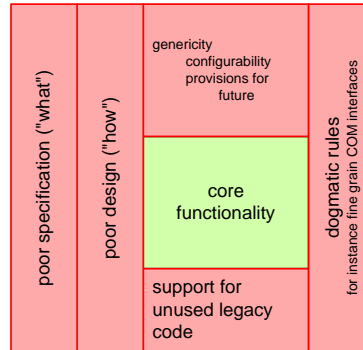 poor specification ("what")
poor design ("how")
genericity
configurability
provisions for
future
core
functionality
support for
unused legacy
code
dogmatic rules
for instance fine grain COM interfaces